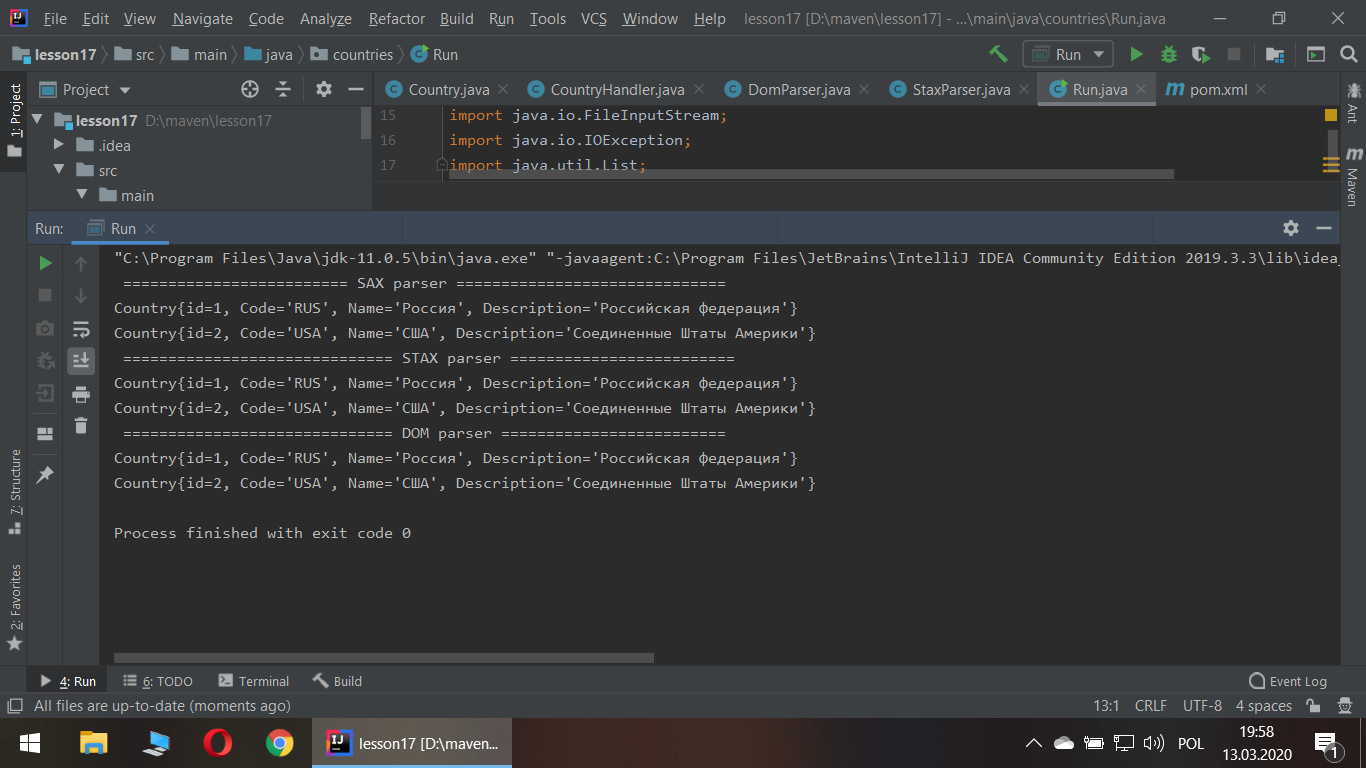 File Edit View Navigate Code Analyze Refactor Build Run Tools VCS Window Help lesson17 [D:\maven\lesson17] - ...\main\java\countries\Run.java
lesson17 src main java countries Run Run
1: Project Project Country.java CountryHandler.java DomParser.java StaxParser.java Run.java m pom.xml Ant
lesson17 D:\maven\lesson17
.idea
src
main
15 import java.io.FileInputStream;
16 import java.io.IOException;
17 import java.util.List;
m Maven
Run: Run
"C:\Program Files\Java\jdk-11.0.5\bin\java.exe" "-javaagent:C:\Program Files\JetBrains\IntelliJ IDEA Community Edition 2019.3.3\lib\idea_
========================= SAX parser ==============================
Country{id=1, Code='RUS', Name='Россия', Description='Российская федерация'}
Country{id=2, Code='USA', Name='США', Description='Соединенные Штаты Америки'}
============================== STAX parser =========================
Country{id=1, Code='RUS', Name='Россия', Description='Российская федерация'}
Country{id=2, Code='USA', Name='США', Description='Соединенные Штаты Америки'}
============================== DOM parser =========================
Country{id=1, Code='RUS', Name='Россия', Description='Российская федерация'}
Country{id=2, Code='USA', Name='США', Description='Соединенные Штаты Америки'}
Process finished with exit code 0
7: Structure
2: Favorites
4: Run 6: TODO Terminal Build Event Log
All files are up-to-date (moments ago) 13:1 CRLF UTF-8 4 spaces
IJ lesson17 [D:\maven... POL 19:58
13.03.2020 1